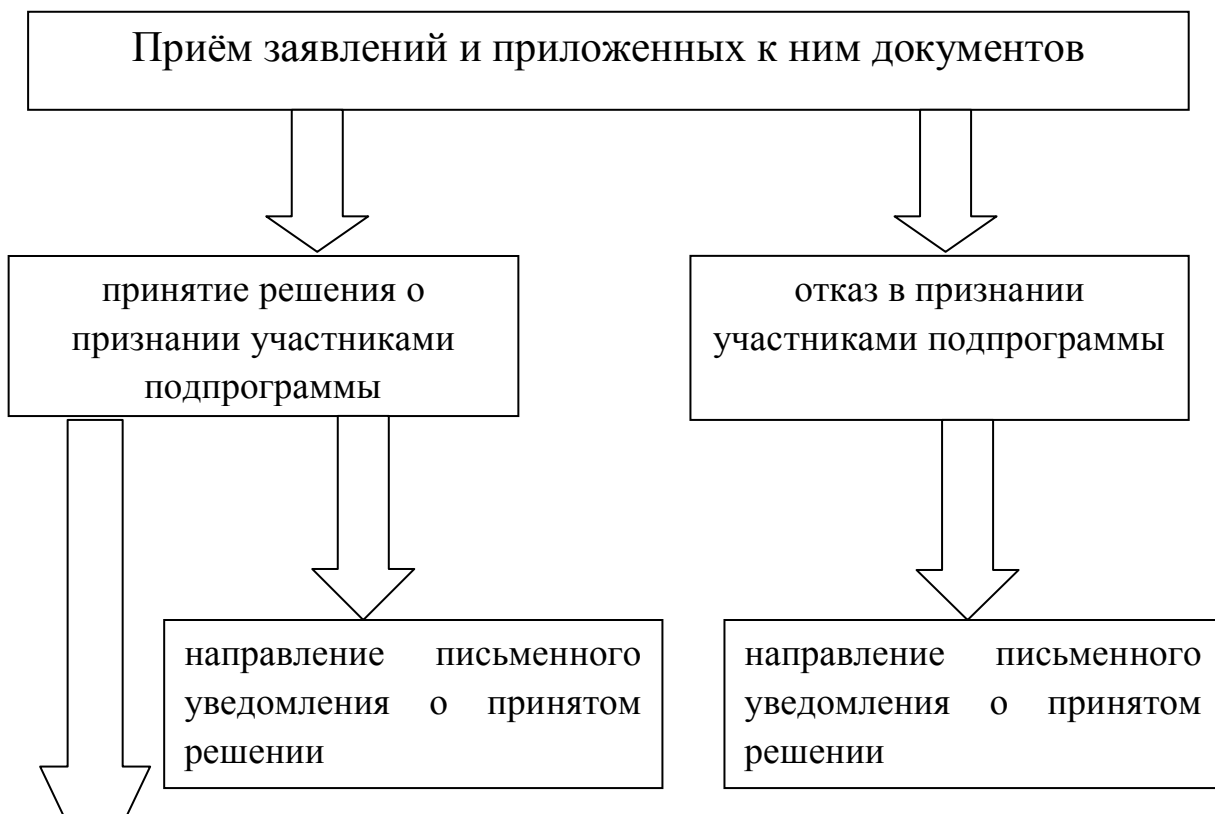 Приём заявлений и приложенных к ним документов
принятие решения о
признании участниками
подпрограммы
отказ в признании
участниками подпрограммы
направление письменного
уведомления о принятом
решении
направление письменного
уведомления о принятом
решении